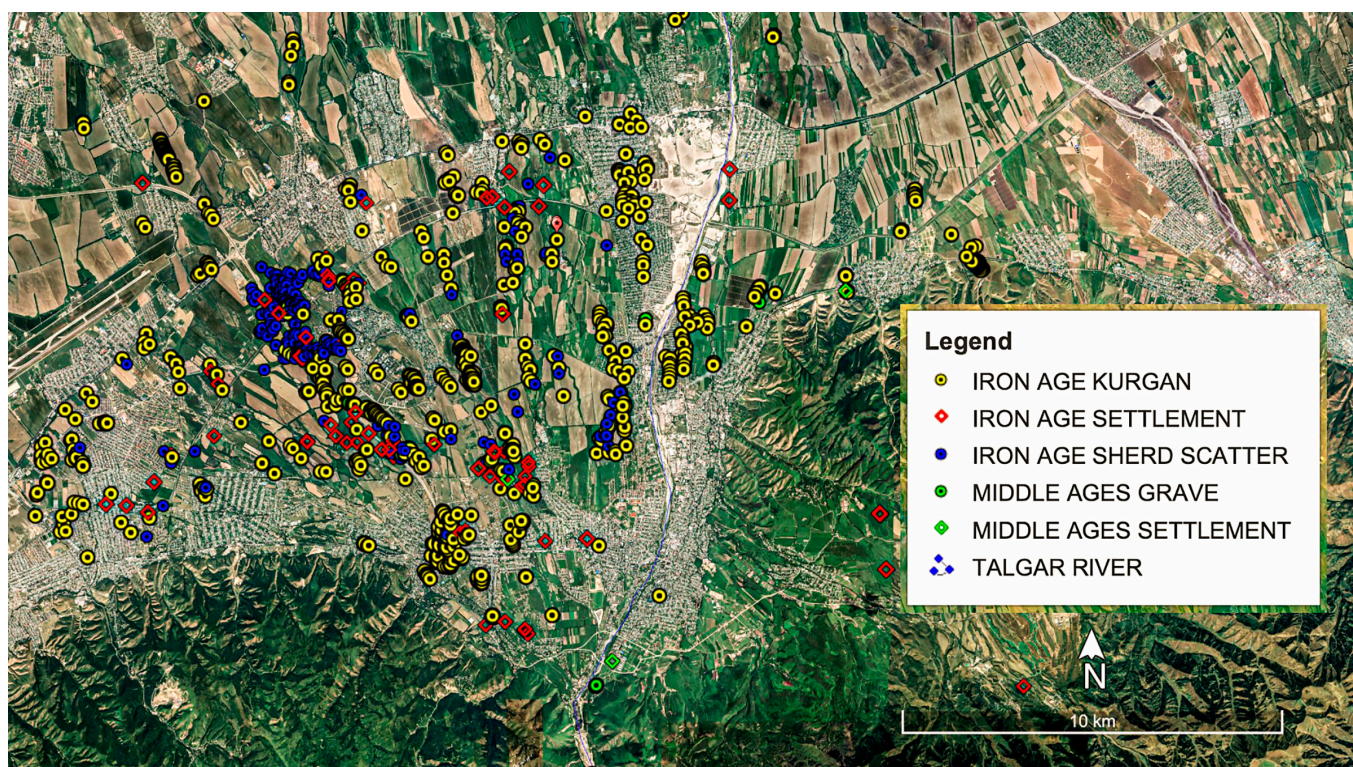 Legend
IRON AGE KURGAN
IRON AGE SETTLEMENT
IRON AGE SHERD SCATTER
MIDDLE AGES GRAVE
MIDDLE AGES SETTLEMENT
TALGAR RIVER
N
10 km